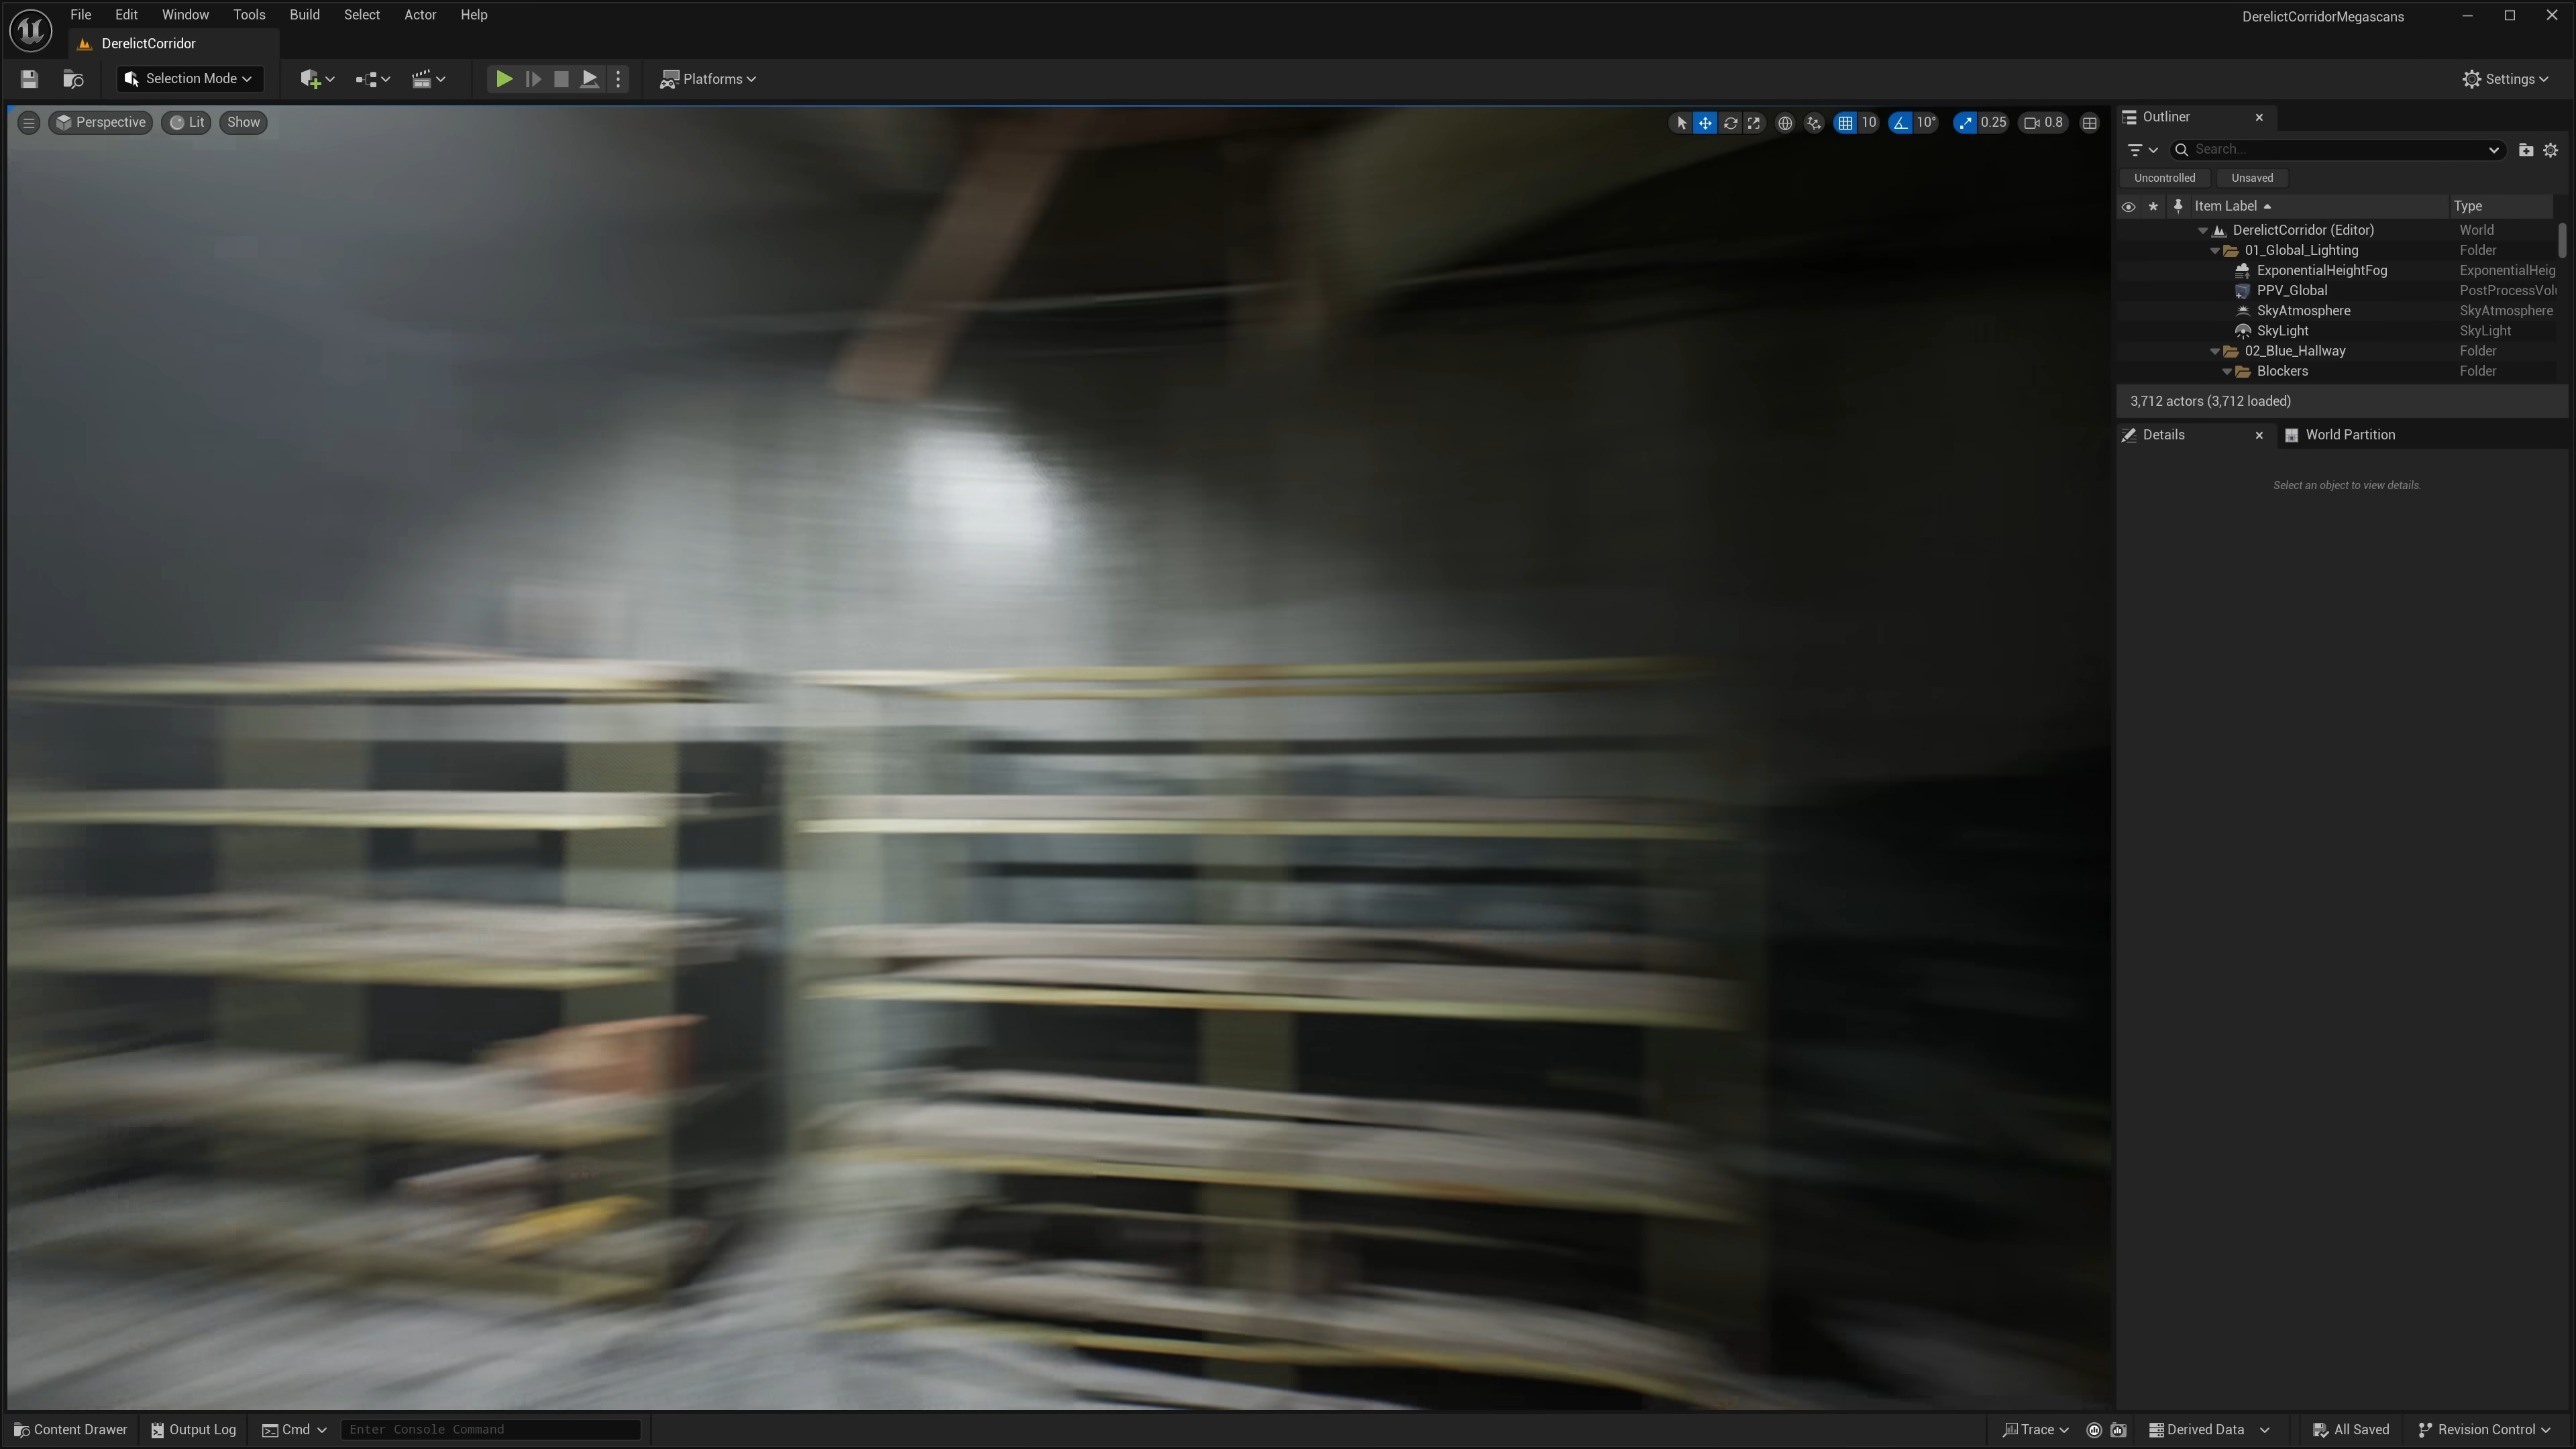 File Edit Window Tools Build Select Actor Help
DerelictCorridorMegascans
DerelictCorridor
Selection Mode
Platforms
Settings
Perspective Lit Show
10 10° 0.25 0.8
Outliner
Search...
Uncontrolled Unsaved
Item Label Type
DerelictCorridor (Editor) World
01_Global_Lighting Folder
ExponentialHeightFog ExponentialHeig
PPV_Global PostProcessVol
SkyAtmosphere SkyAtmosphere
SkyLight SkyLight
02_Blue_Hallway Folder
Blockers Folder
3,712 actors (3,712 loaded)
Details World Partition
Select an object to view details.
Content Drawer Output Log Cmd Enter Console Command
Trace Derived Data All Saved Revision Control